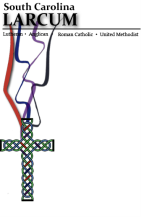 South Carolina
LARCUM
Lutheran • Anglican • Roman Catholic • United Methodist